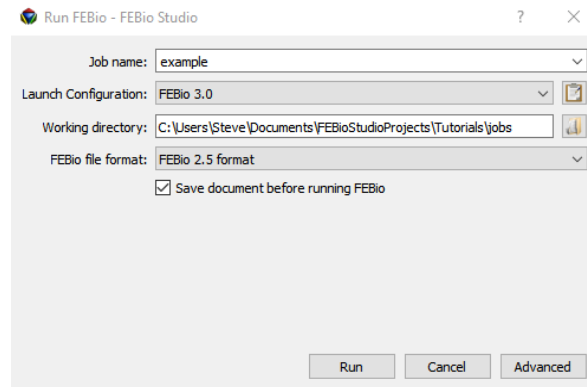 Run FEBio - FEBio Studio ?
Job name: example
Launch Configuration: FEBio 3.0
Working directory: C:\Users\Steve\Documents\FEBioStudioProjects\Tutorials\jobs
FEBio file format: FEBio 2.5 format
Save document before running FEBio
Run Cancel Advanced